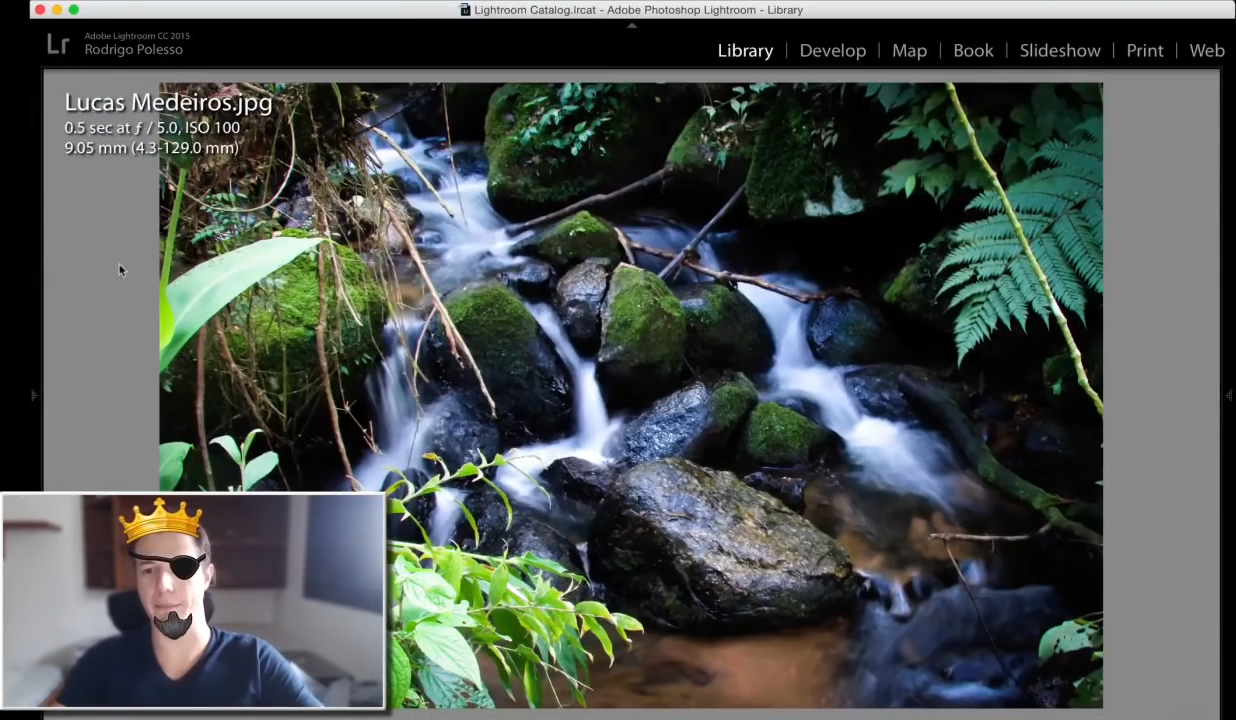 Lightroom Catalog.lrcat - Adobe Photoshop Lightroom - Library
Lr
Adobe Lightroom CC 2015
Rodrigo Polesso
Library | Develop | Map | Book | Slideshow | Print | Web
Lucas Medeiros.jpg
0.5 sec at ƒ / 5.0, ISO 100
9.05 mm (4.3-129.0 mm)